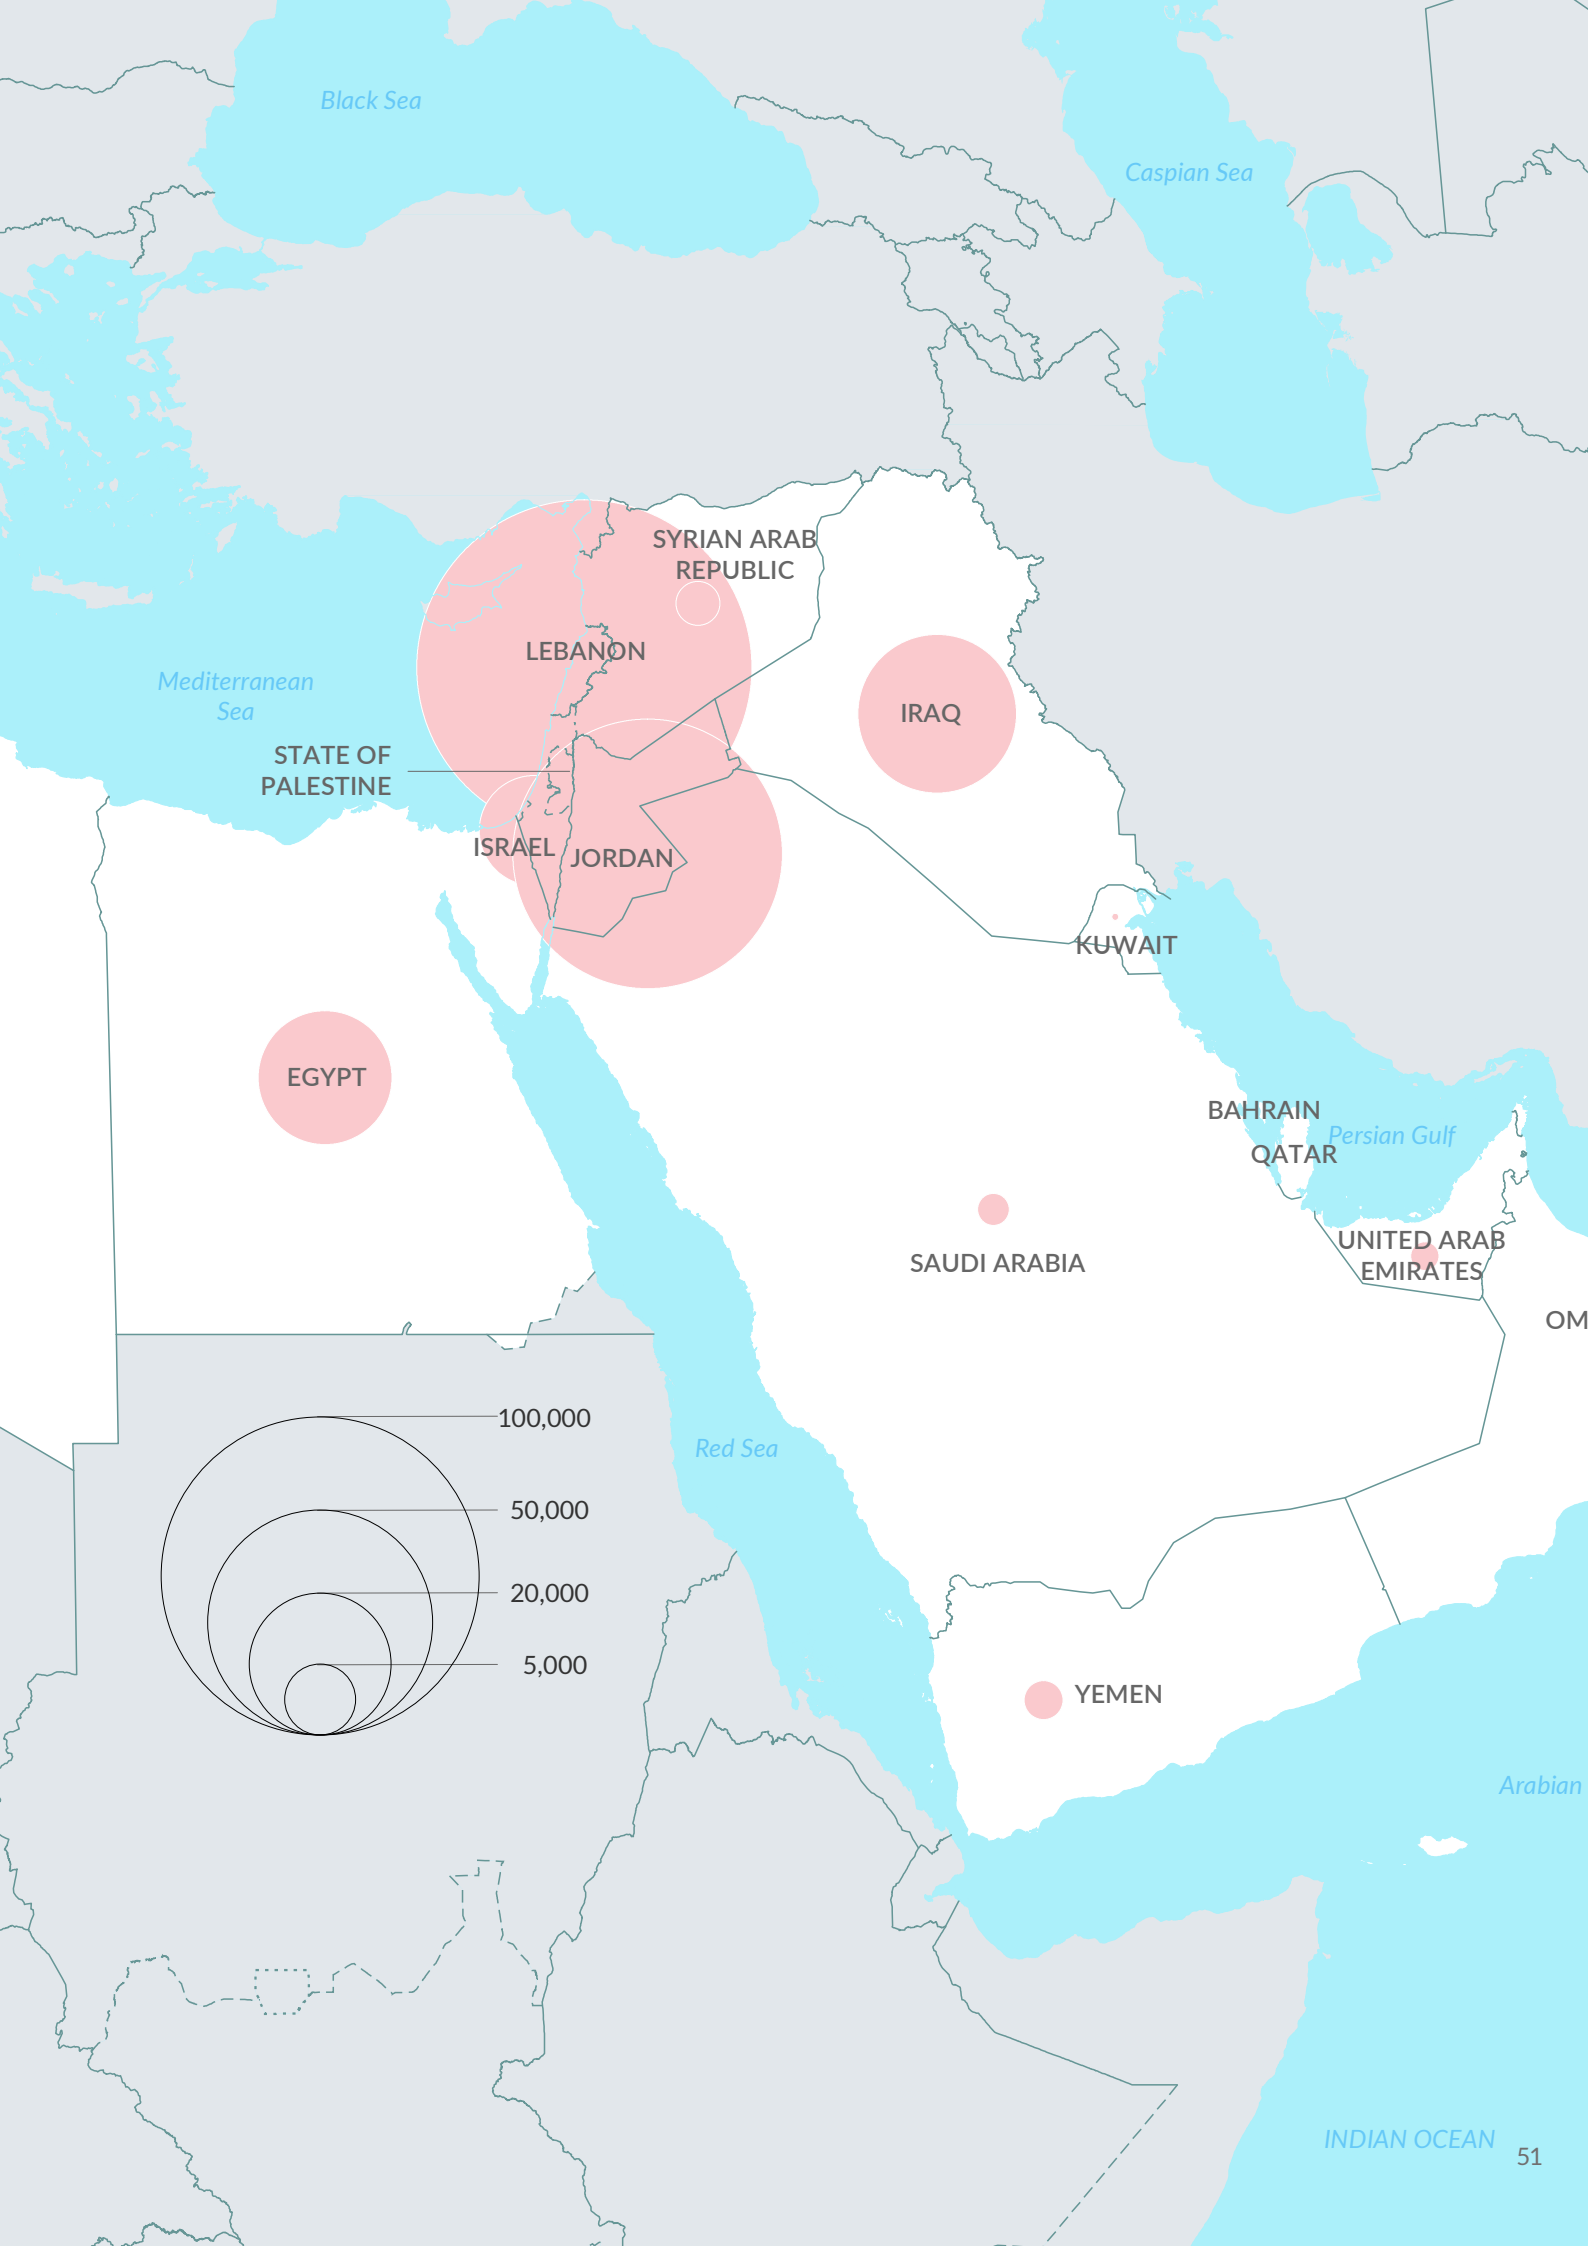 Black Sea
Caspian Sea
SYRIAN ARAB
REPUBLIC
LEBANON
Mediterranean
Sea
IRAQ
STATE OF
PALESTINE
ISRAEL
JORDAN
KUWAIT
EGYPT
BAHRAIN
Persian Gulf
QATAR
SAUDI ARABIA
UNITED ARAB
EMIRATES
OM
100,000
Red Sea
50,000
20,000
5,000
YEMEN
Arabian
INDIAN OCEAN
51